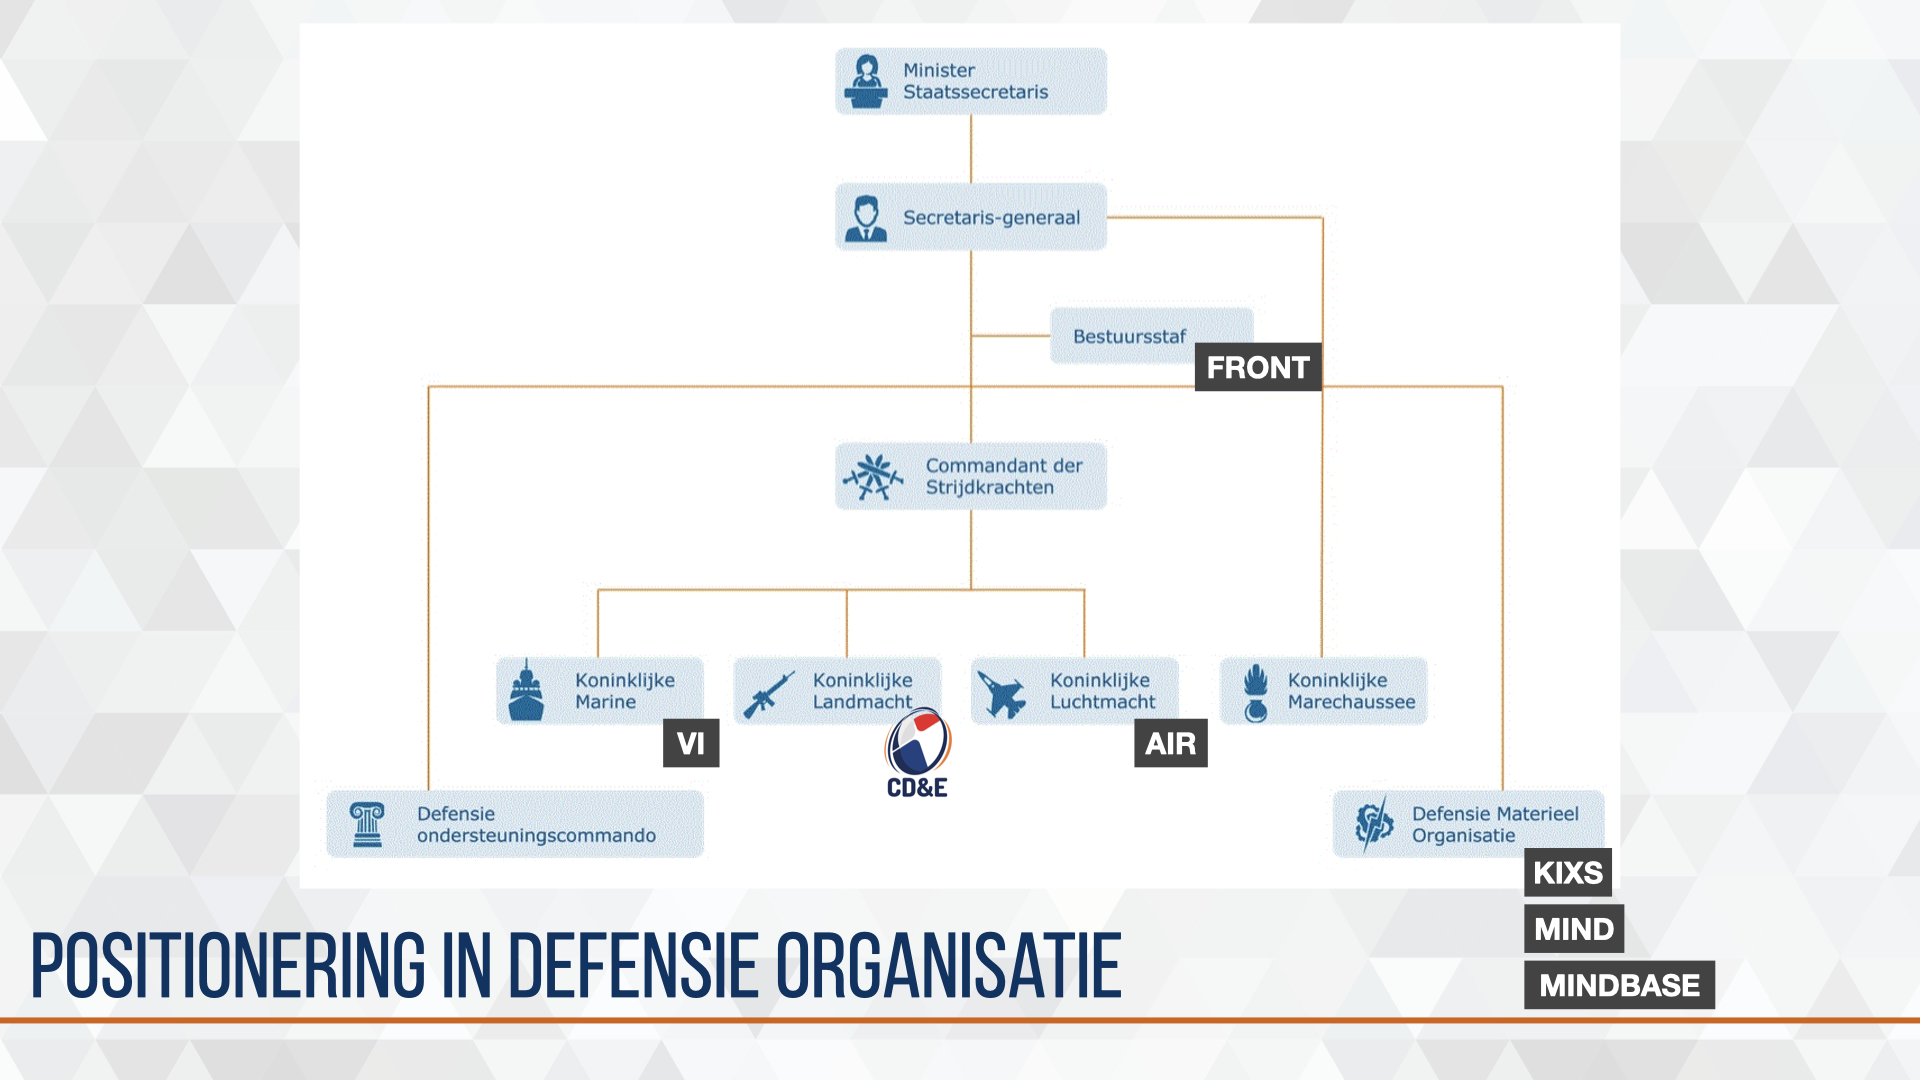 Minister
Staatssecretaris
Secretaris-generaal
Bestuursstaf
FRONT
Commandant der
Strijdkrachten
Koninklijke
Marine
VI
Koninklijke
Landmacht
CD&E
Koninklijke
Luchtmacht
AIR
Koninklijke
Marechaussee
Defensie
ondersteuningscommando
Defensie Materieel
Organisatie
KIXS
MIND
MINDBASE
POSITIONERING IN DEFENSIE ORGANISATIE